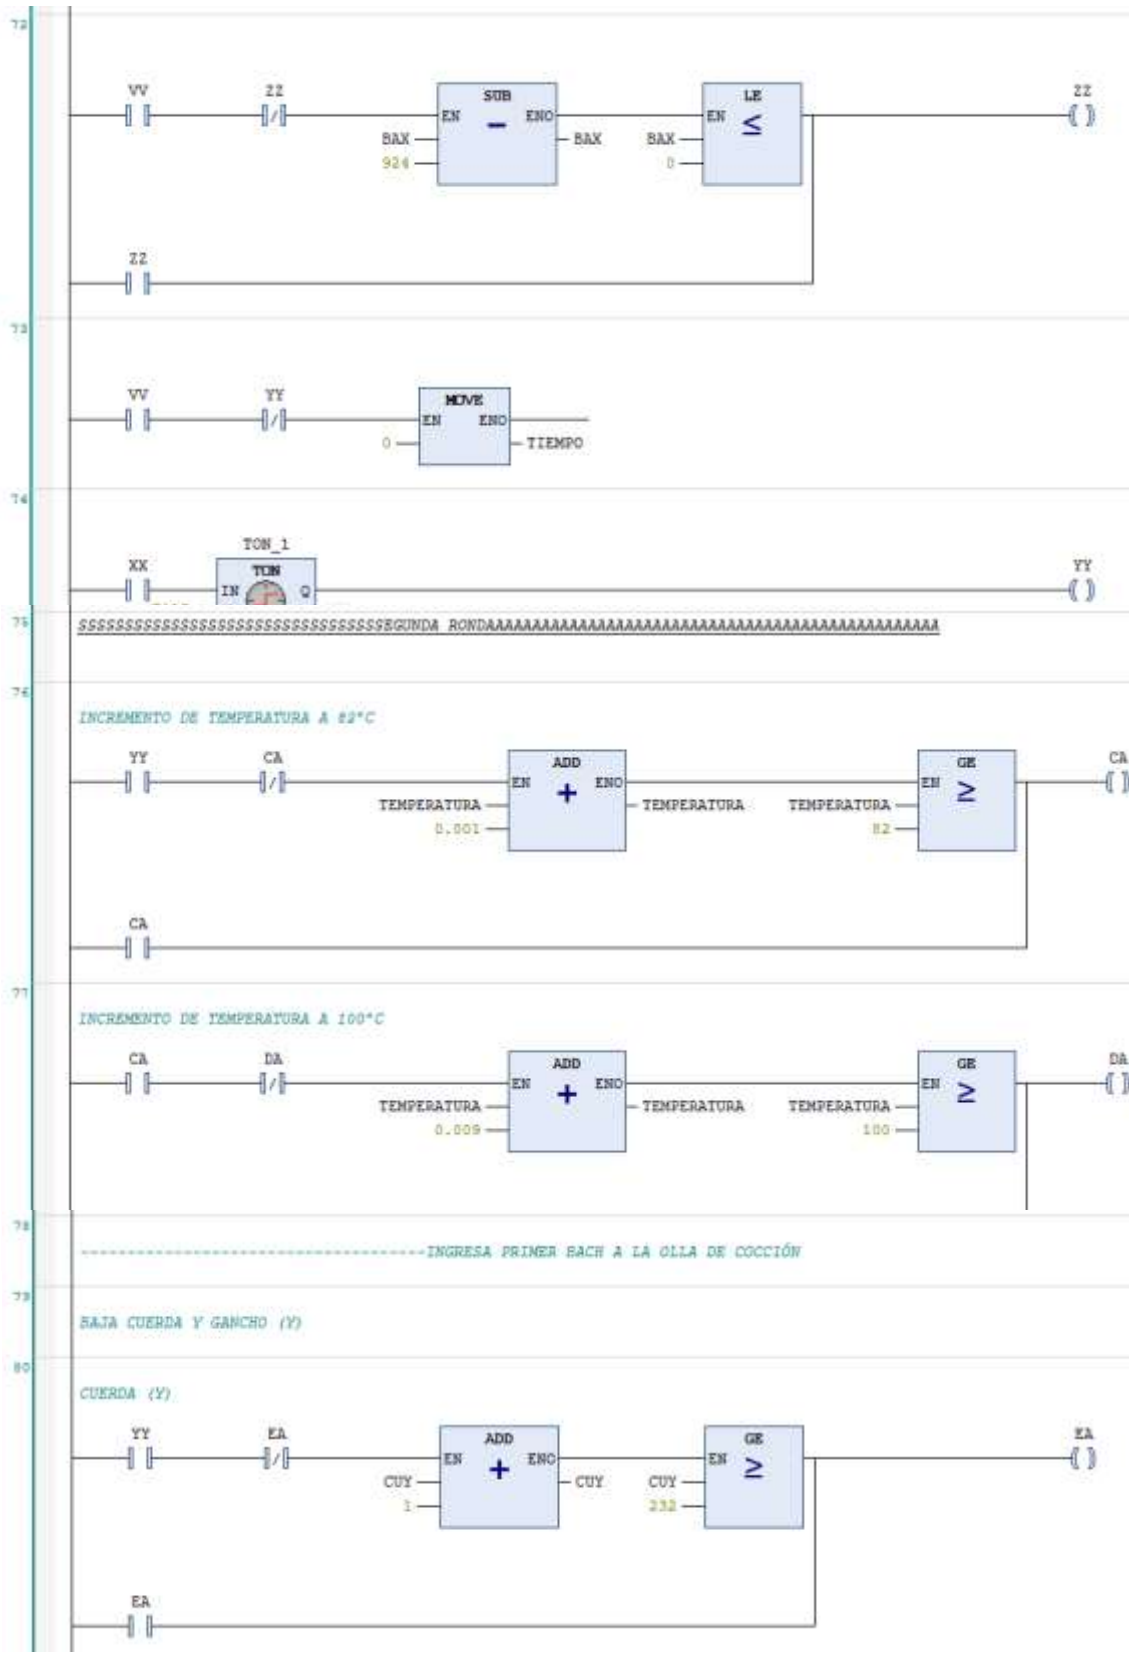 72
VV ZZ SUB LE ZZ
EN ENO EN
BAX BAX BAX
924 0
ZZ
73
VV YY MOVE
EN ENO
0 TIEMPO
74
TON_1
XX TON YY
IN Q
75
SSSSSSSSSSSSSSSSSSSSSSSSSSSSSSSSSEGUNDA RONDAAAAAAAAAAAAAAAAAAAAAAAAAAAAAAAAAAAAAAAAAAAAAAAAA
76
INCREMENTO DE TEMPERATURA A 82°C
YY CA ADD GE CA
EN ENO EN
TEMPERATURA TEMPERATURA TEMPERATURA
0.001 82
CA
77
INCREMENTO DE TEMPERATURA A 100°C
CA DA ADD GE DA
EN ENO EN
TEMPERATURA TEMPERATURA TEMPERATURA
0.009 100
78
------------------------------------INGRESA PRIMER BACH A LA OLLA DE COCCIÓN
79
BAJA CUERDA Y GANCHO (Y)
80
CUERDA (Y)
YY EA ADD GE EA
EN ENO EN
CUY CUY CUY
1 232
EA